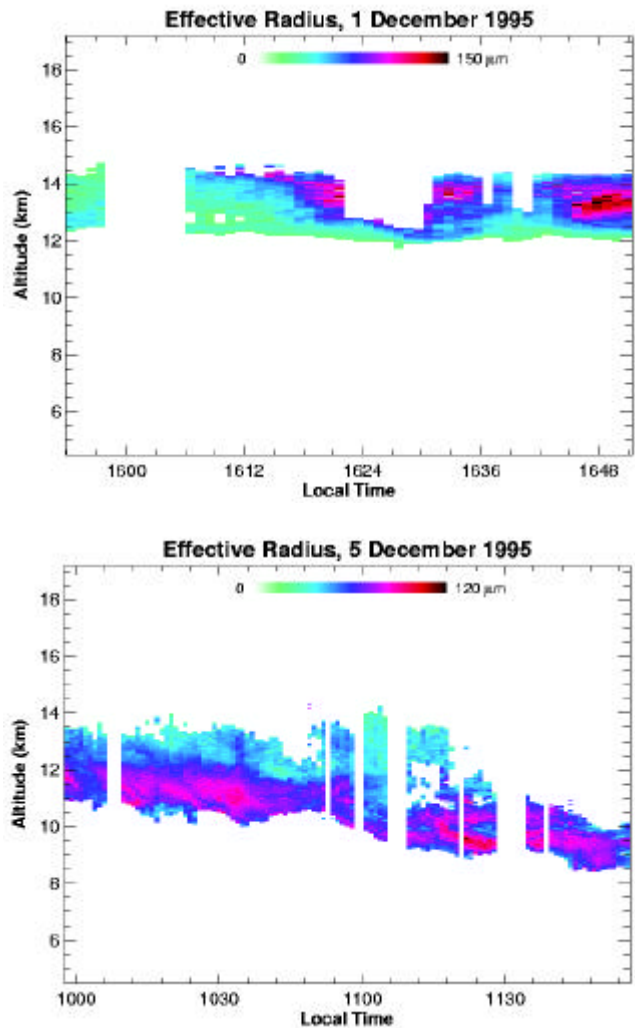 Effective Radius, 1 December 1995
0 150 µm
18
16
14
12
10
8
6
Altitude (km)
1600 1612 1624 1636 1648
Local Time
Effective Radius, 5 December 1995
0 120 µm
18
16
14
12
10
8
6
Altitude (km)
1000 1030 1100 1130
Local Time